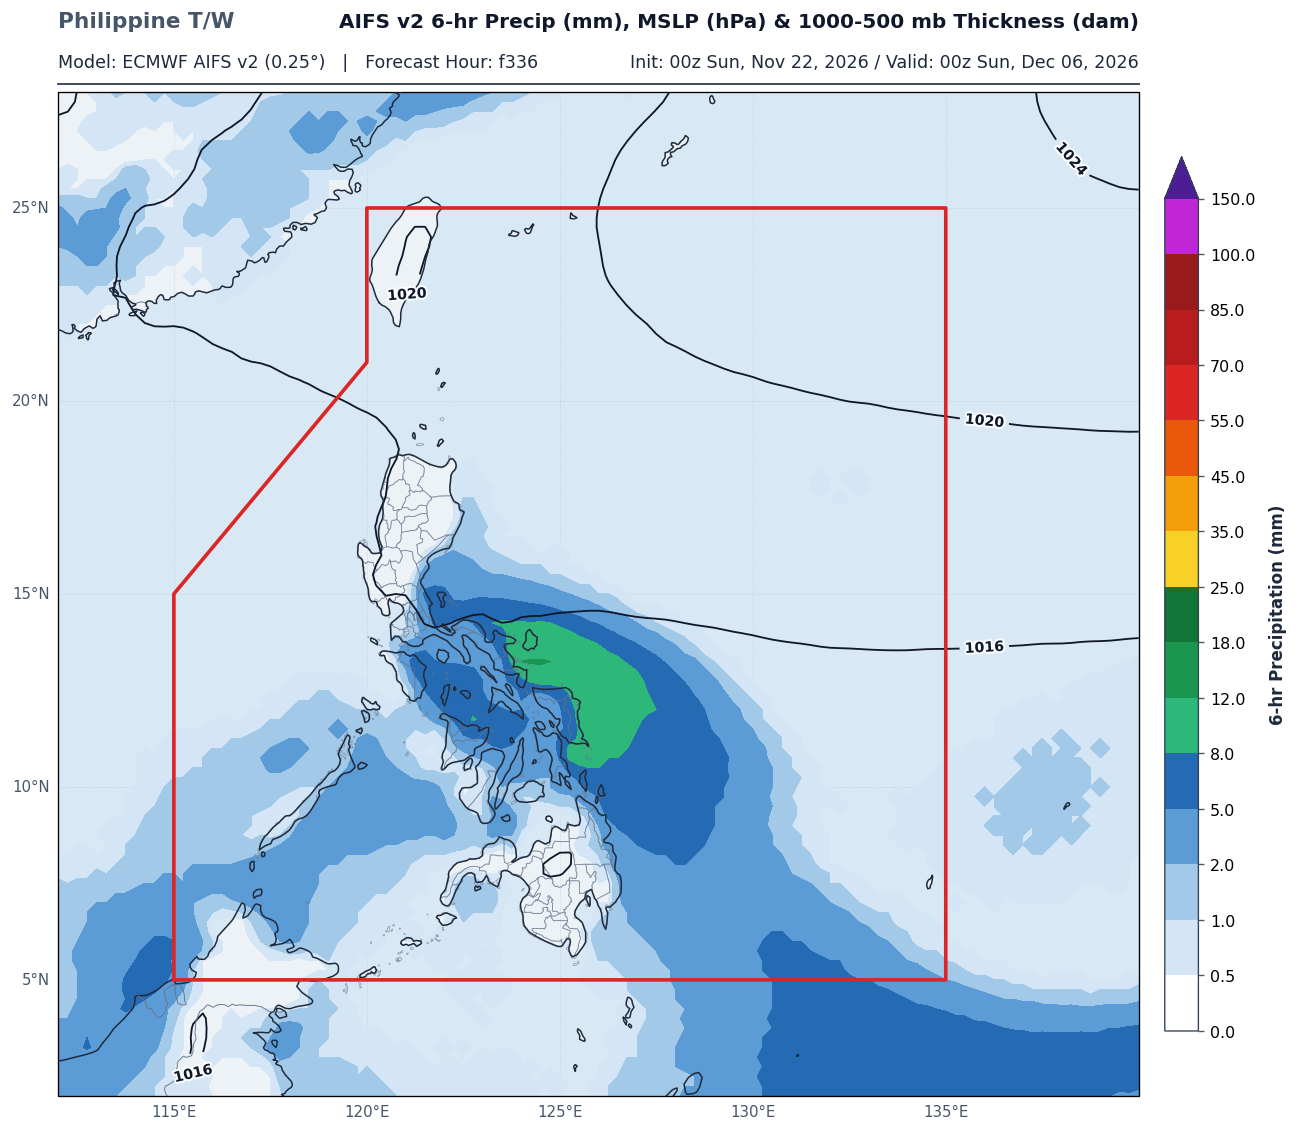 Philippine T/W
AIFS v2 6-hr Precip (mm), MSLP (hPa) & 1000-500 mb Thickness (dam)
Model: ECMWF AIFS v2 (0.25°) | Forecast Hour: f336
Init: 00z Sun, Nov 22, 2026 / Valid: 00z Sun, Dec 06, 2026
1024
1020
1020
1016
1016
25°N
20°N
15°N
10°N
5°N
115°E
120°E
125°E
130°E
135°E
150.0
100.0
85.0
70.0
55.0
45.0
35.0
25.0
18.0
12.0
8.0
5.0
2.0
1.0
0.5
0.0
6-hr Precipitation (mm)